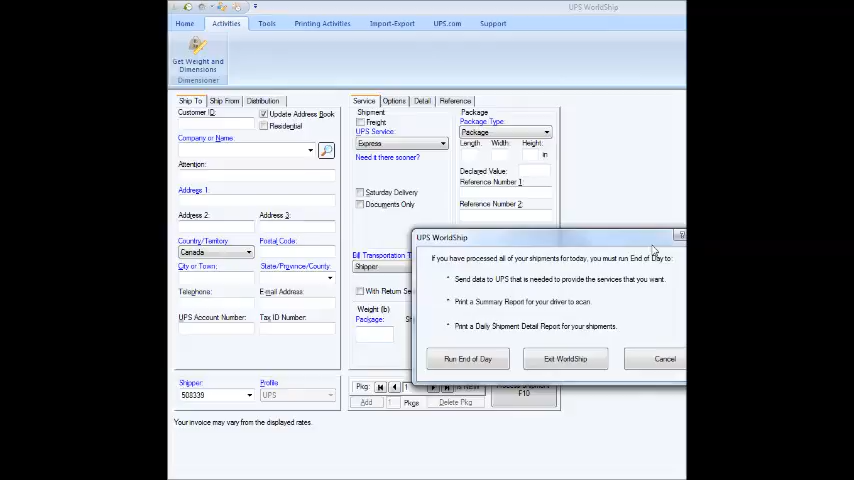 UPS WorldShip
Home Activities Tools Printing Activities Import-Export UPS.com Support
Get Weight and
Dimensions
Dimensioner
Ship To Ship From Distribution
Customer ID:
Update Address Book
Residential
Company or Name:
Attention:
Address 1:
Address 2: Address 3:
Country/Territory Postal Code:
Canada
City or Town: State/Province/County:
Telephone: E-mail Address:
UPS Account Number: Tax ID Number:
Shipper: Profile
508339 UPS
Your invoice may vary from the displayed rates.
Service Options Detail Reference
Shipment
Freight
UPS Service:
Express
Need it there sooner?
Saturday Delivery
Documents Only
Bill Transportation T
Shipper
With Return Se
Weight (lb)
Package: Sh
Package
Package Type:
Package
Length: Width: Height:
in
Declared Value:
Reference Number 1:
Reference Number 2:
Pkg: 1
Add 1 Pkgs Delete Pkg
F10
UPS WorldShip
If you have processed all of your shipments for today, you must run End of Day to:
* Send data to UPS that is needed to provide the services that you want.
* Print a Summary Report for your driver to scan.
* Print a Daily Shipment Detail Report for your shipments.
Run End of Day Exit WorldShip Cancel